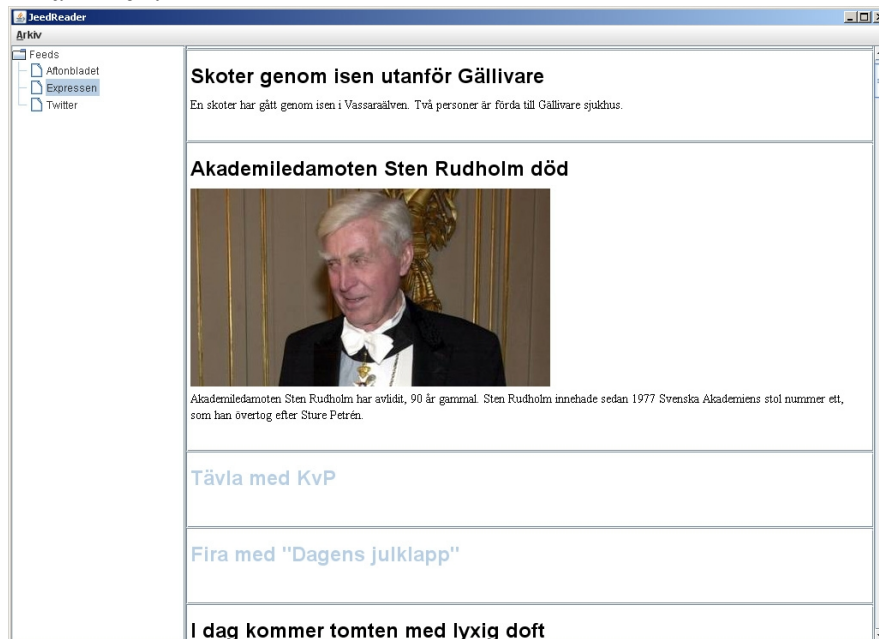 JeedReader
Arkiv
Feeds
Aftonbladet
Expressen
Twitter
Skoter genom isen utanför Gällivare
En skoter har gått genom isen i Vassaraälven. Två personer är förda till Gällivare sjukhus.
Akademiledamoten Sten Rudholm död
Akademiledamoten Sten Rudholm har avlidit, 90 år gammal. Sten Rudholm innehade sedan 1977 Svenska Akademiens stol nummer ett,
som han övertog efter Sture Petrén.
Tävla med KvP
Fira med "Dagens julklapp"
I dag kommer tomten med lyxig doft